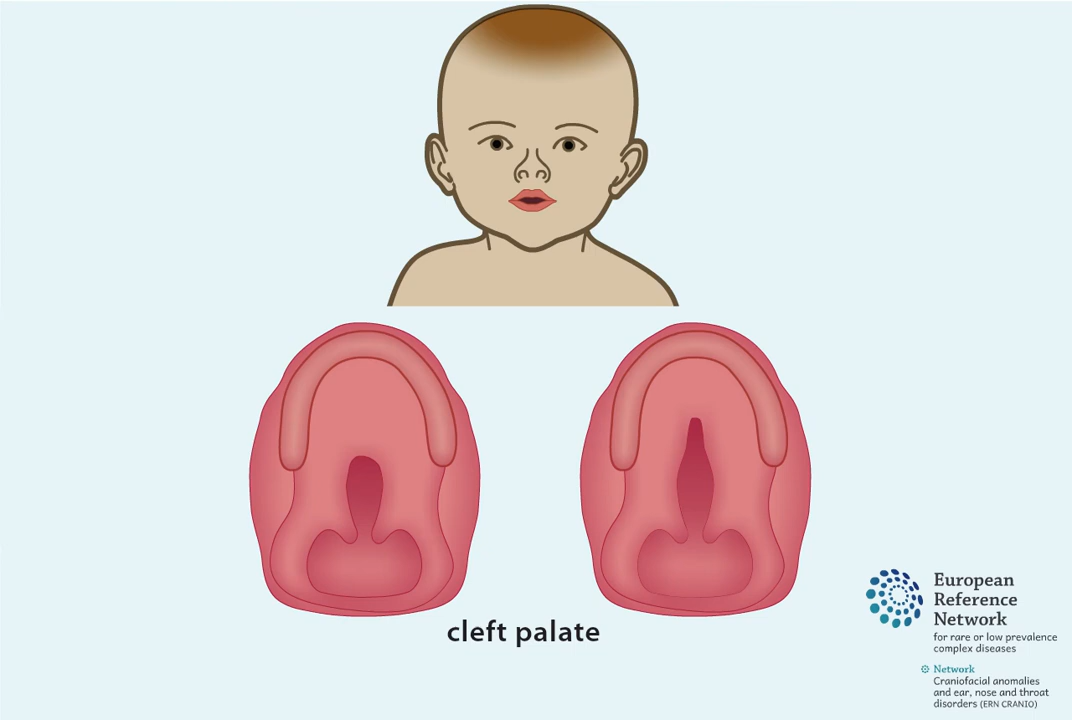 cleft palate
European
Reference
Network
for rare or low prevalence
complex diseases
Network
Craniofacial anomalies
and ear, nose and throat
disorders (ERN CRANIO)